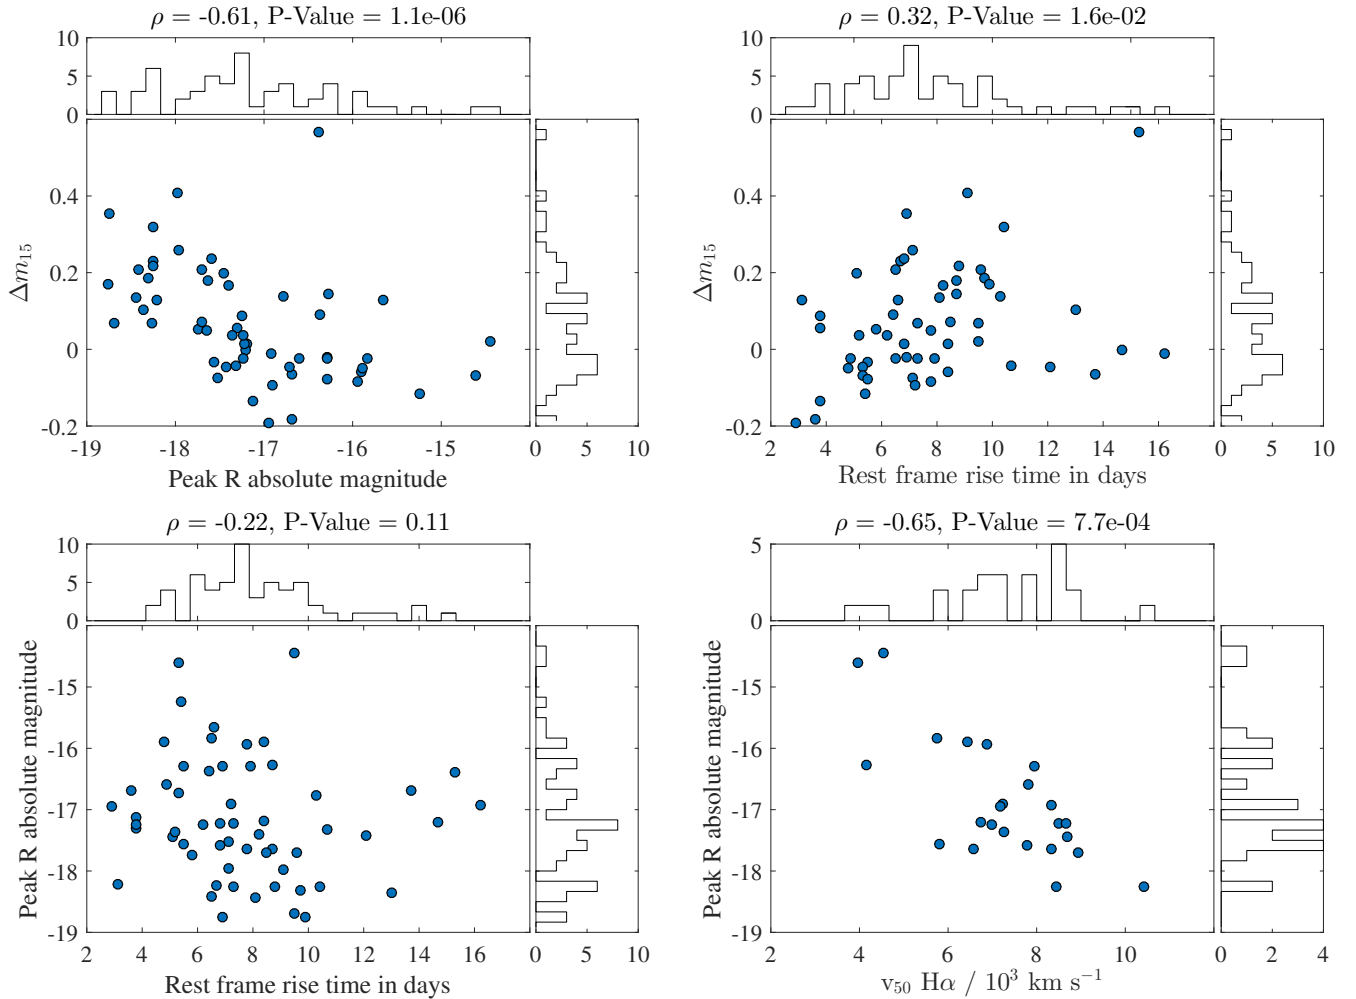 ρ = -0.61, P-Value = 1.1e-06
10
5
0
0.4
0.2
0
-0.2
Δm15
-19 -18 -17 -16 -15
0 5 10
Peak R absolute magnitude
ρ = 0.32, P-Value = 1.6e-02
10
5
0
0.4
0.2
0
-0.2
Δm15
2 4 6 8 10 12 14 16
0 5 10
Rest frame rise time in days
ρ = -0.22, P-Value = 0.11
10
5
0
-15
-16
-17
-18
-19
Peak R absolute magnitude
2 4 6 8 10 12 14 16
0 5 10
Rest frame rise time in days
ρ = -0.65, P-Value = 7.7e-04
5
0
-15
-16
-17
-18
-19
Peak R absolute magnitude
2 4 6 8 10
0 2 4
v50 Hα / 10³ km s⁻¹